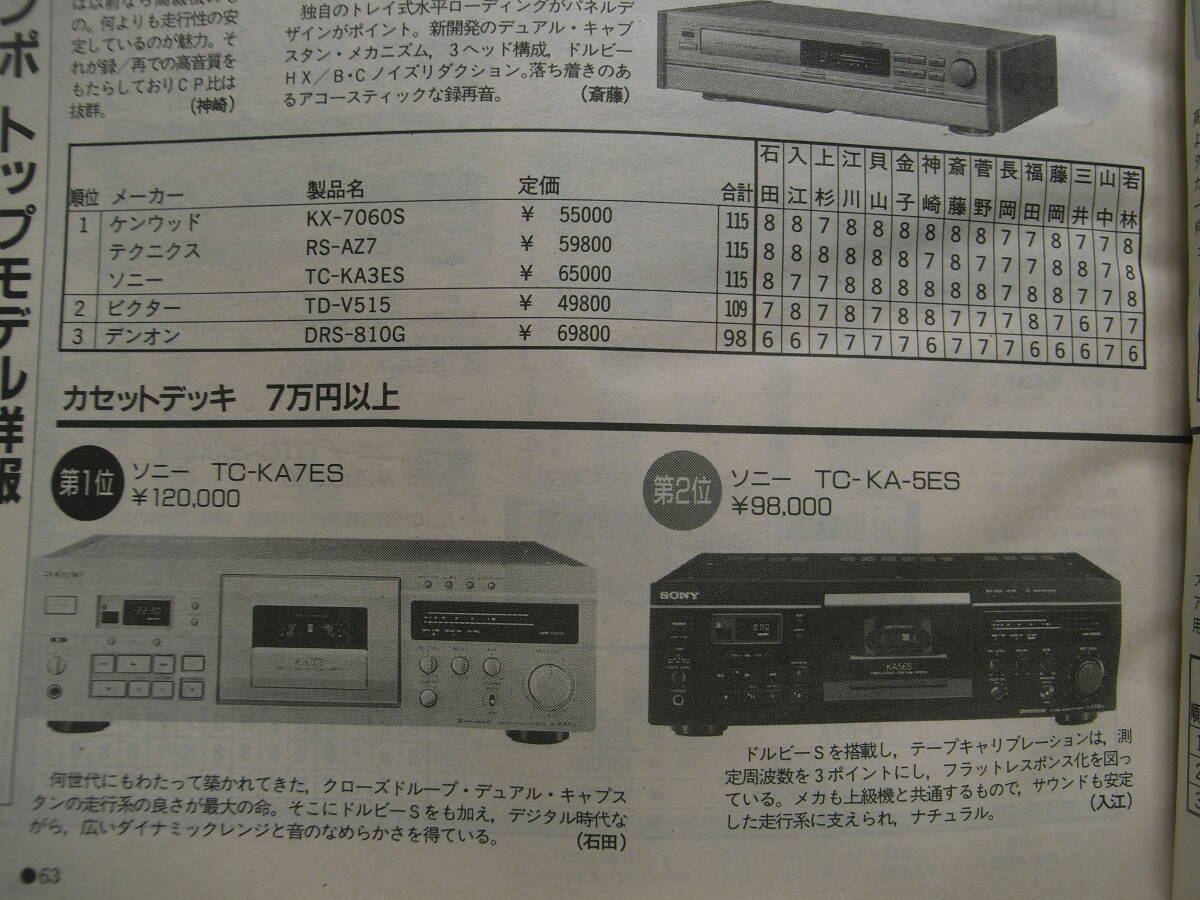 ンポ トップモデル詳報
の。何よりも走行性の安
定しているのが魅力。そ
れが録／再での高音質を
もたらしておりＣＰ比は
抜群。 (神崎)
独自のトレイ式水平ローディングがパネルデ
ザインがポイント。新開発のデュアル・キャプ
スタン・メカニズム，3ヘッド構成，ドルビー
HX／B・Cノイズリダクション。落ち着きのあ
るアコースティックな録再音。 (斎藤)
順位 メーカー 製品名 定価 合計 石田 入江 上杉 江川 貝山 金子 神崎 斎藤 菅野 長岡 福田 藤岡 三井 山中 若林
1 ケンウッド KX-7060S ¥ 55000 115 8 8 7 8 8 8 8 8 8 7 7 8 7 7 8
テクニクス RS-AZ7 ¥ 59800 115 8 8 8 8 8 8 7 8 7 7 7 8 8 7 8
ソニー TC-KA3ES ¥ 65000 115 8 7 7 8 8 8 8 8 8 7 8 8 7 7 8
2 ビクター TD-V515 ¥ 49800 109 7 8 7 8 7 8 8 7 7 7 8 7 6 7 7
3 デンオン DRS-810G ¥ 69800 98 6 6 7 7 7 7 6 7 7 7 6 6 6 7 6
カセットデッキ 7万円以上
第1位 ソニー TC-KA7ES
¥120,000
第2位 ソニー TC-KA-5ES
¥98,000
SONY
KA5ES
何世代にもわたって築かれてきた，クローズドループ・デュアル・キャプス
タンの走行系の良さが最大の命。そこにドルビーSをも加え，デジタル時代な
がら，広いダイナミックレンジと音のなめらかさを得ている。 (石田)
ドルビーSを搭載し，テープキャリブレーションは，測
定周波数を3ポイントにし，フラットレスポンス化を図っ
ている。メカも上級機と共通するもので，サウンドも安定
した走行系に支えられ，ナチュラル。 (入江)
●63